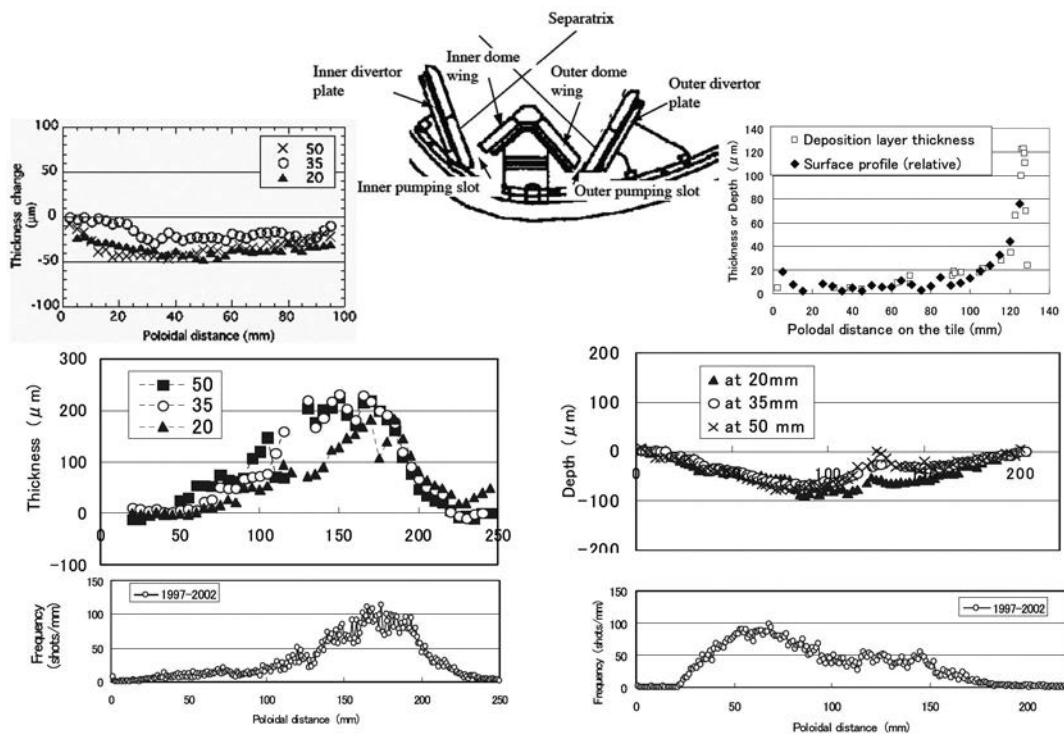 Separatrix
Inner dome
wing
Inner divertor
plate
Outer dome
wing
Outer divertor
plate
Inner pumping slot
Outer pumping slot
100
50
0
-50
-100
Thickness change
(μm)
50
35
20
0 20 40 60 80 100
Poloidal distance (mm)
140
120
100
80
60
40
20
0
Thickness or Depth (μm)
Deposition layer thickness
Surface profile (relative)
0 20 40 60 80 100 120 140
Polodal distance on the tile (mm)
300
200
100
0
-100
Thickness (μm)
50
35
20
0 50 100 150 200 250
200
100
0
-100
-200
Depth (μm)
at 20mm
at 35mm
at 50 mm
0 100 200
150
100
50
0
Frequency
(shots/mm)
1997-2002
0 50 100 150 200 250
Poloidal distance (mm)
150
100
50
0
Frequency (shots/mm)
1997-2002
0 50 100 150 200
Poloidal distance (mm)